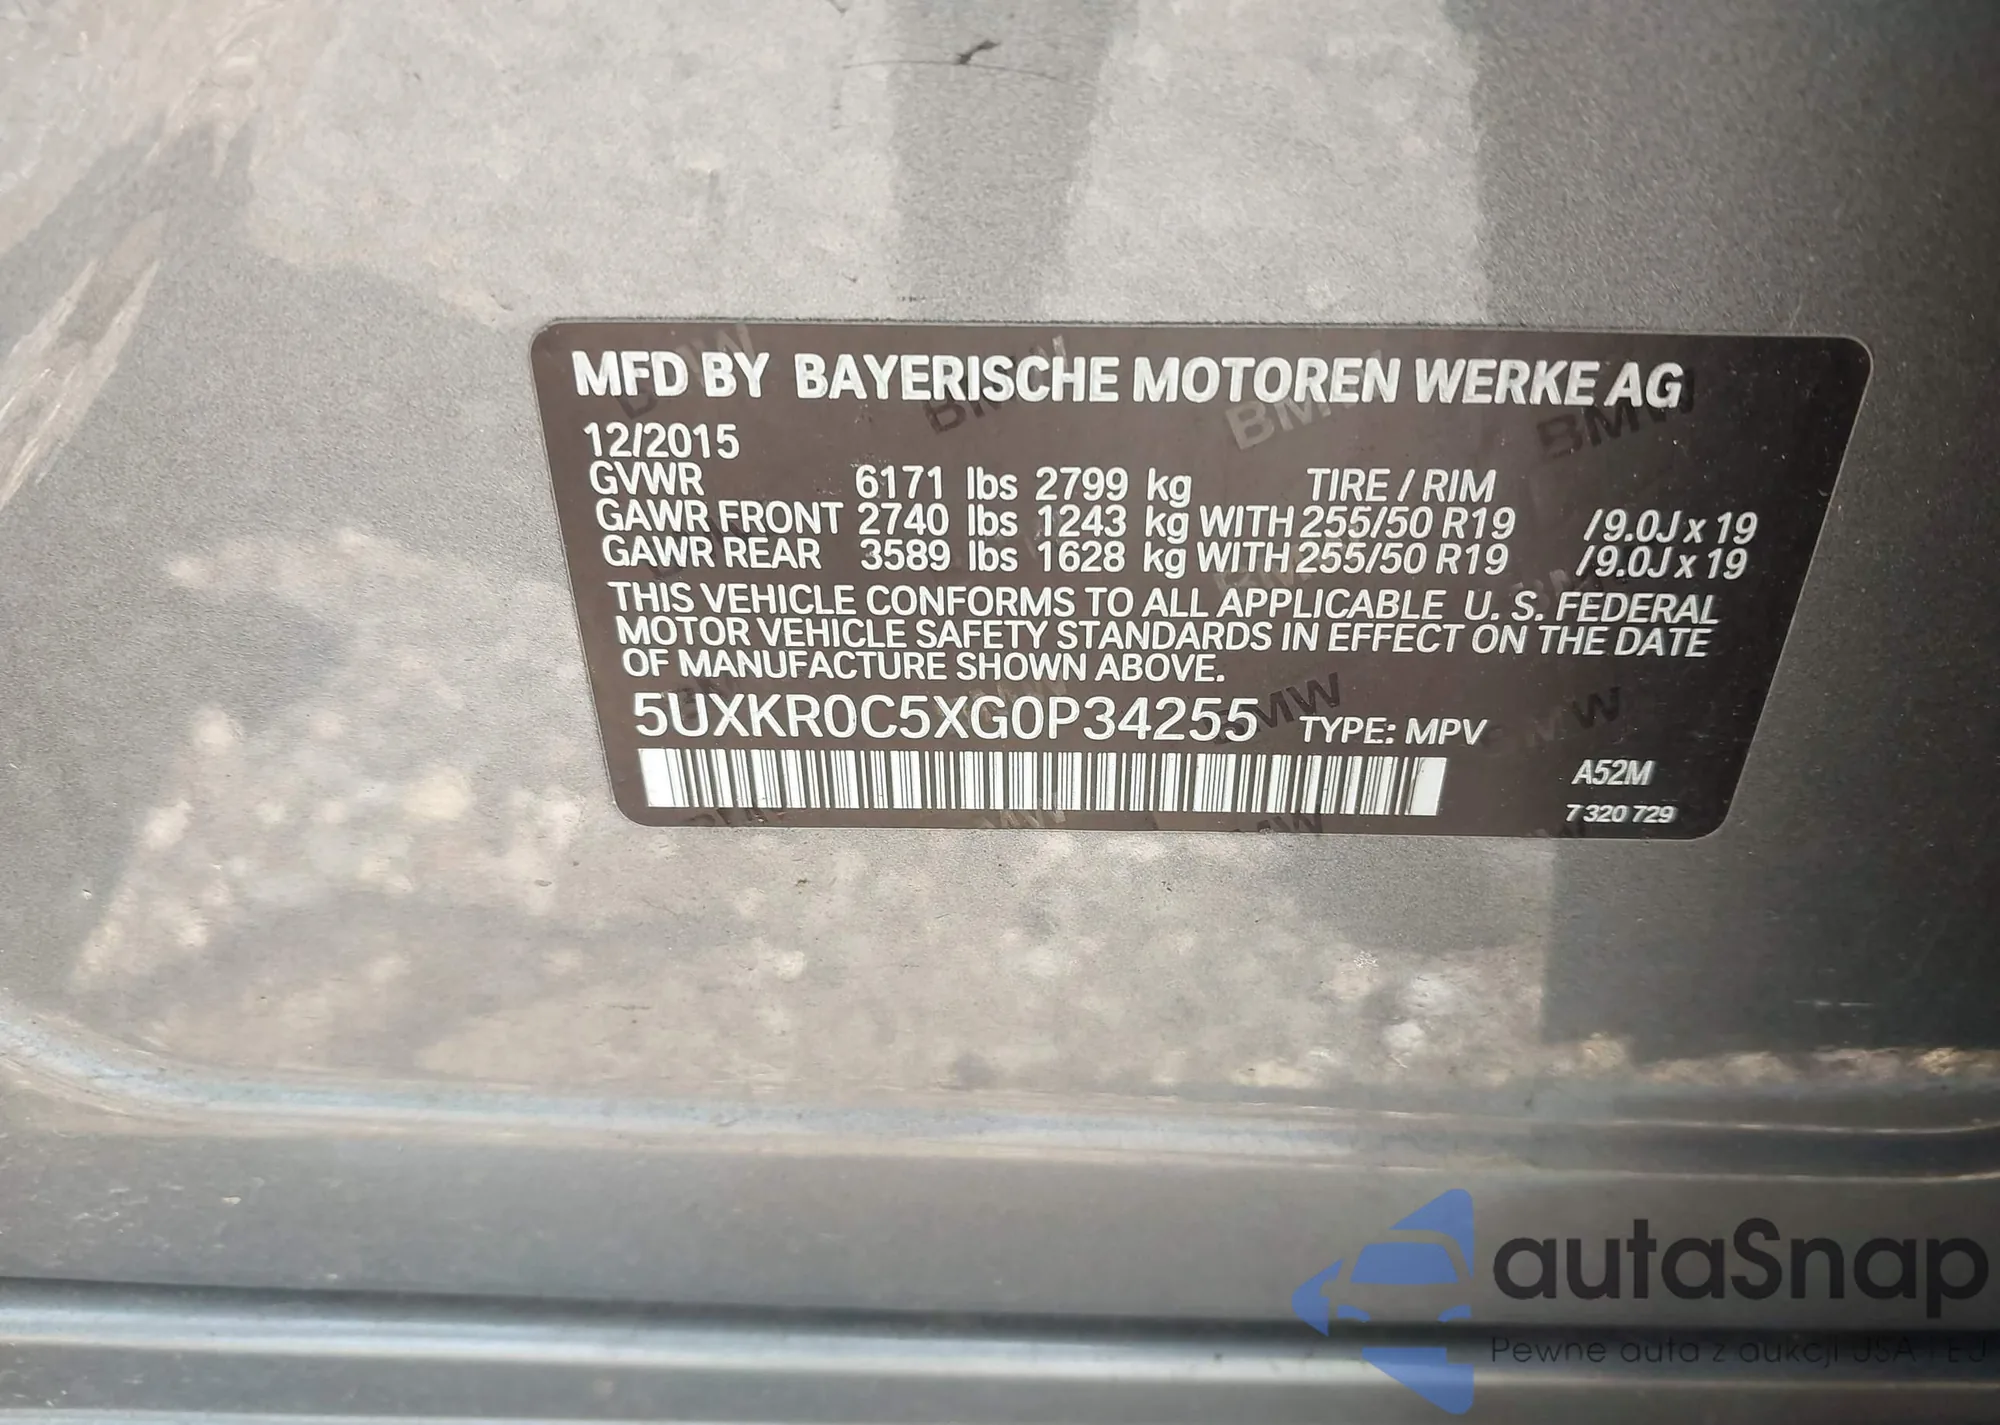 MFD BY BAYERISCHE MOTOREN WERKE AG
12/2015
GVWR 6171 lbs 2799 kg TIRE / RIM
GAWR FRONT 2740 lbs 1243 kg WITH 255/50 R19 /9.0J x 19
GAWR REAR 3589 lbs 1628 kg WITH 255/50 R19 /9.0J x 19
THIS VEHICLE CONFORMS TO ALL APPLICABLE U. S. FEDERAL
MOTOR VEHICLE SAFETY STANDARDS IN EFFECT ON THE DATE
OF MANUFACTURE SHOWN ABOVE.
5UXKR0C5XG0P34255 TYPE: MPV
A52M
7 320 729
autaSnap
Pewne auta z aukcji USA i EU